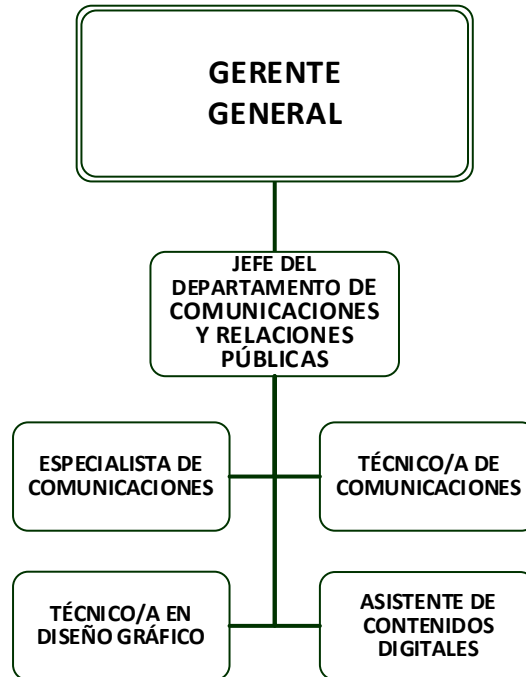 GERENTE
GENERAL
JEFE DEL
DEPARTAMENTO DE
COMUNICACIONES
Y RELACIONES
PÚBLICAS
ESPECIALISTA DE
COMUNICACIONES
TÉCNICO/A DE
COMUNICACIONES
TÉCNICO/A EN
DISEÑO GRÁFICO
ASISTENTE DE
CONTENIDOS
DIGITALES